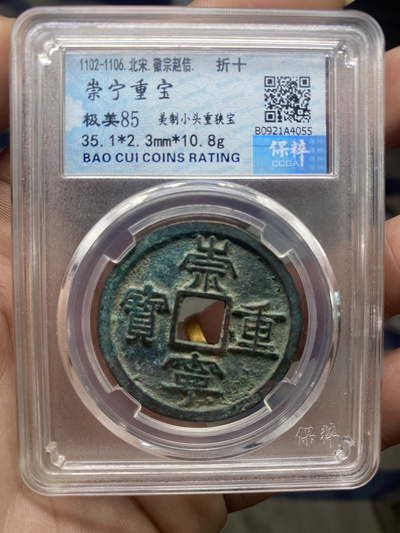 1102-1106.北宋.徽宗赵佶. 折十
崇宁重宝
极美85 美制小头重狭宝
B0921A4055
35.1*2.3mm*10.8g
保粹
CCGA
BAO CUI COINS RATING
崇寧重寶
保粹